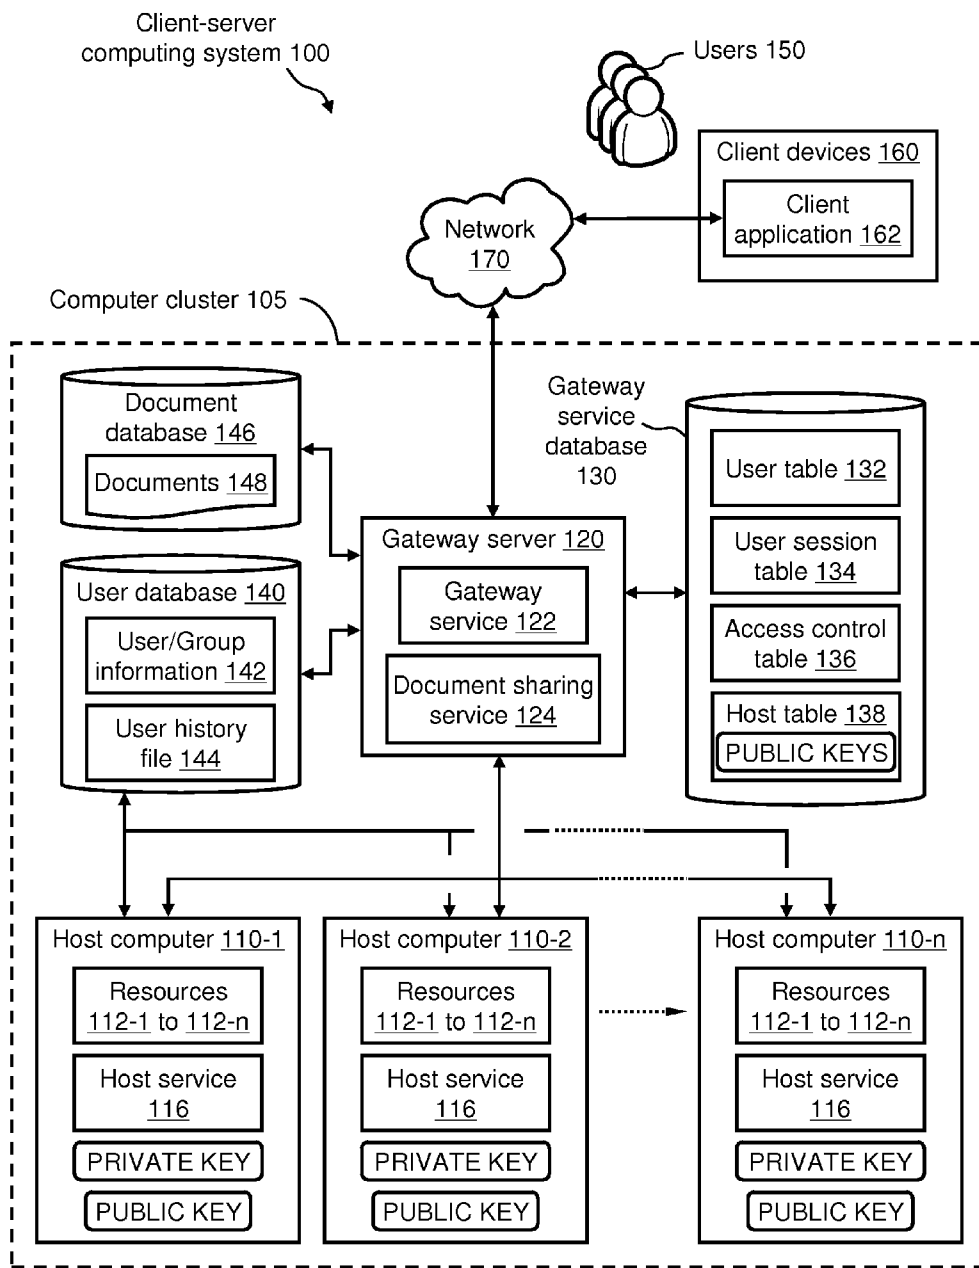 Client-server
computing system 100
Users 150
Client devices 160
Client
application 162
Network
170
Computer cluster 105
Document
database 146
Documents 148
Gateway
service
database
130
User table 132
User session
table 134
Access control
table 136
Host table 138
PUBLIC KEYS
Gateway server 120
Gateway
service 122
Document sharing
service 124
User database 140
User/Group
information 142
User history
file 144
Host computer 110-1
Resources
112-1 to 112-n
Host service
116
PRIVATE KEY
PUBLIC KEY
Host computer 110-2
Resources
112-1 to 112-n
Host service
116
PRIVATE KEY
PUBLIC KEY
Host computer 110-n
Resources
112-1 to 112-n
Host service
116
PRIVATE KEY
PUBLIC KEY